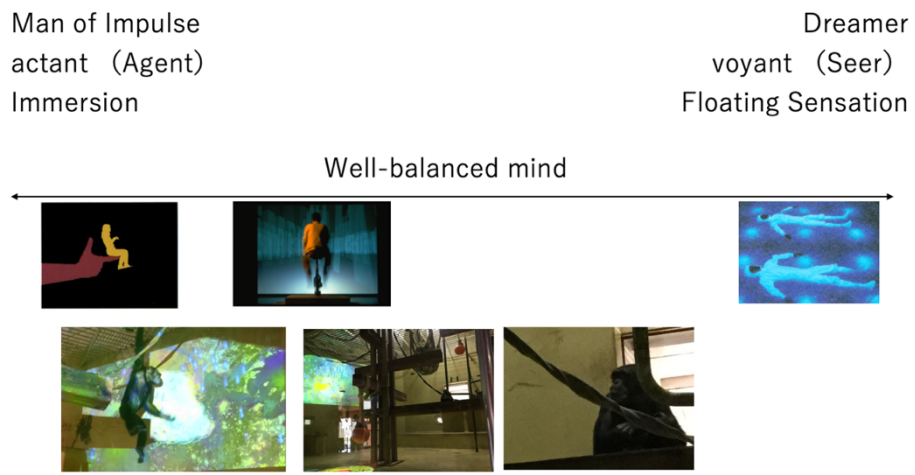 Man of Impulse
actant （Agent）
Immersion
Dreamer
voyant （Seer）
Floating Sensation
Well-balanced mind